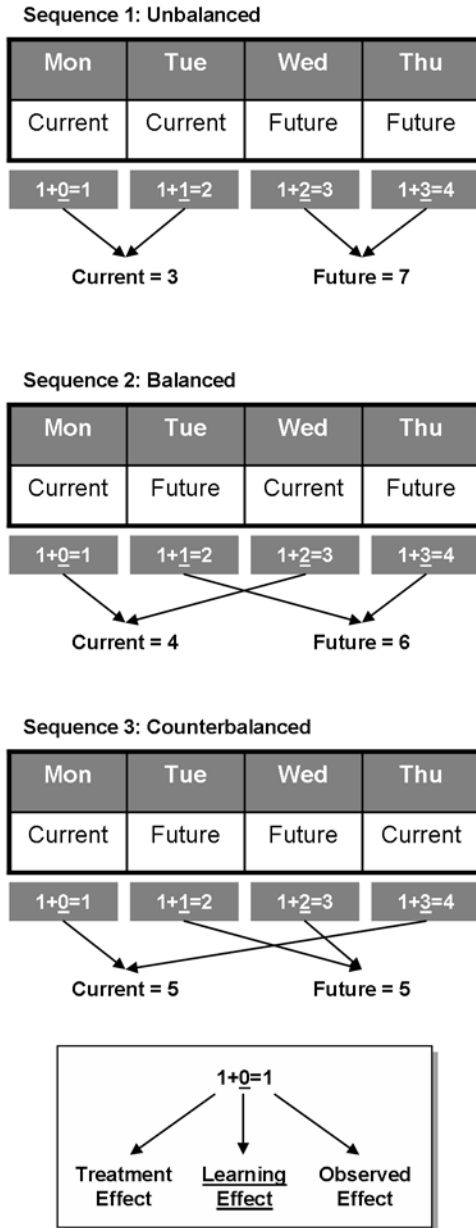 Sequence 1: Unbalanced
Mon Tue Wed Thu
Current Current Future Future
1+0=1 1+1=2 1+2=3 1+3=4
Current = 3 Future = 7
Sequence 2: Balanced
Mon Tue Wed Thu
Current Future Current Future
1+0=1 1+1=2 1+2=3 1+3=4
Current = 4 Future = 6
Sequence 3: Counterbalanced
Mon Tue Wed Thu
Current Future Future Current
1+0=1 1+1=2 1+2=3 1+3=4
Current = 5 Future = 5
1+0=1
Treatment Learning Observed
Effect Effect Effect